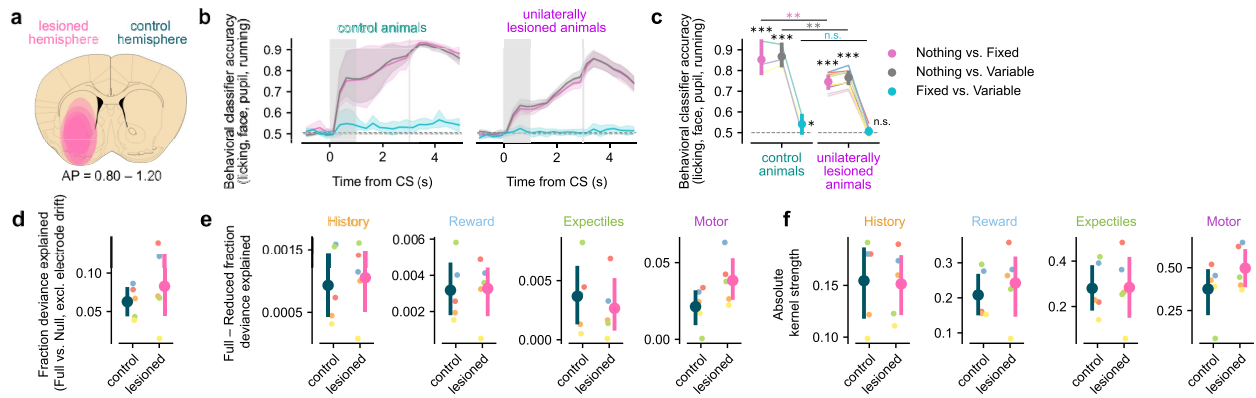 a
lesioned
hemisphere
control
hemisphere
AP = 0.80 – 1.20
b
Behavioral classifier accuracy
(licking, face, pupil, running)
control animals
0.9
0.8
0.7
0.6
0.5
0
2
4
Time from CS (s)
unilaterally
lesioned animals
0
2
4
Time from CS (s)
c
Behavioral classifier accuracy
(licking, face, pupil, running)
**
**
n.s.
*** ***
***
***
*
n.s.
0.9
0.8
0.7
0.6
0.5
control
animals
unilaterally
lesioned
animals
Nothing vs. Fixed
Nothing vs. Variable
Fixed vs. Variable
d
Fraction deviance explained
(Full vs. Null, excl. electrode drift)
0.10
0.05
control
lesioned
e
Full – Reduced fraction
deviance explained
History
0.0015
0.0005
control
lesioned
Reward
0.006
0.004
0.002
control
lesioned
Expectiles
0.005
0.000
control
lesioned
Motor
0.05
0.00
control
lesioned
f
Absolute
kernel strength
History
0.15
0.10
control
lesioned
Reward
0.3
0.2
0.1
control
lesioned
Expectiles
0.4
0.2
control
lesioned
Motor
0.50
0.25
control
lesioned